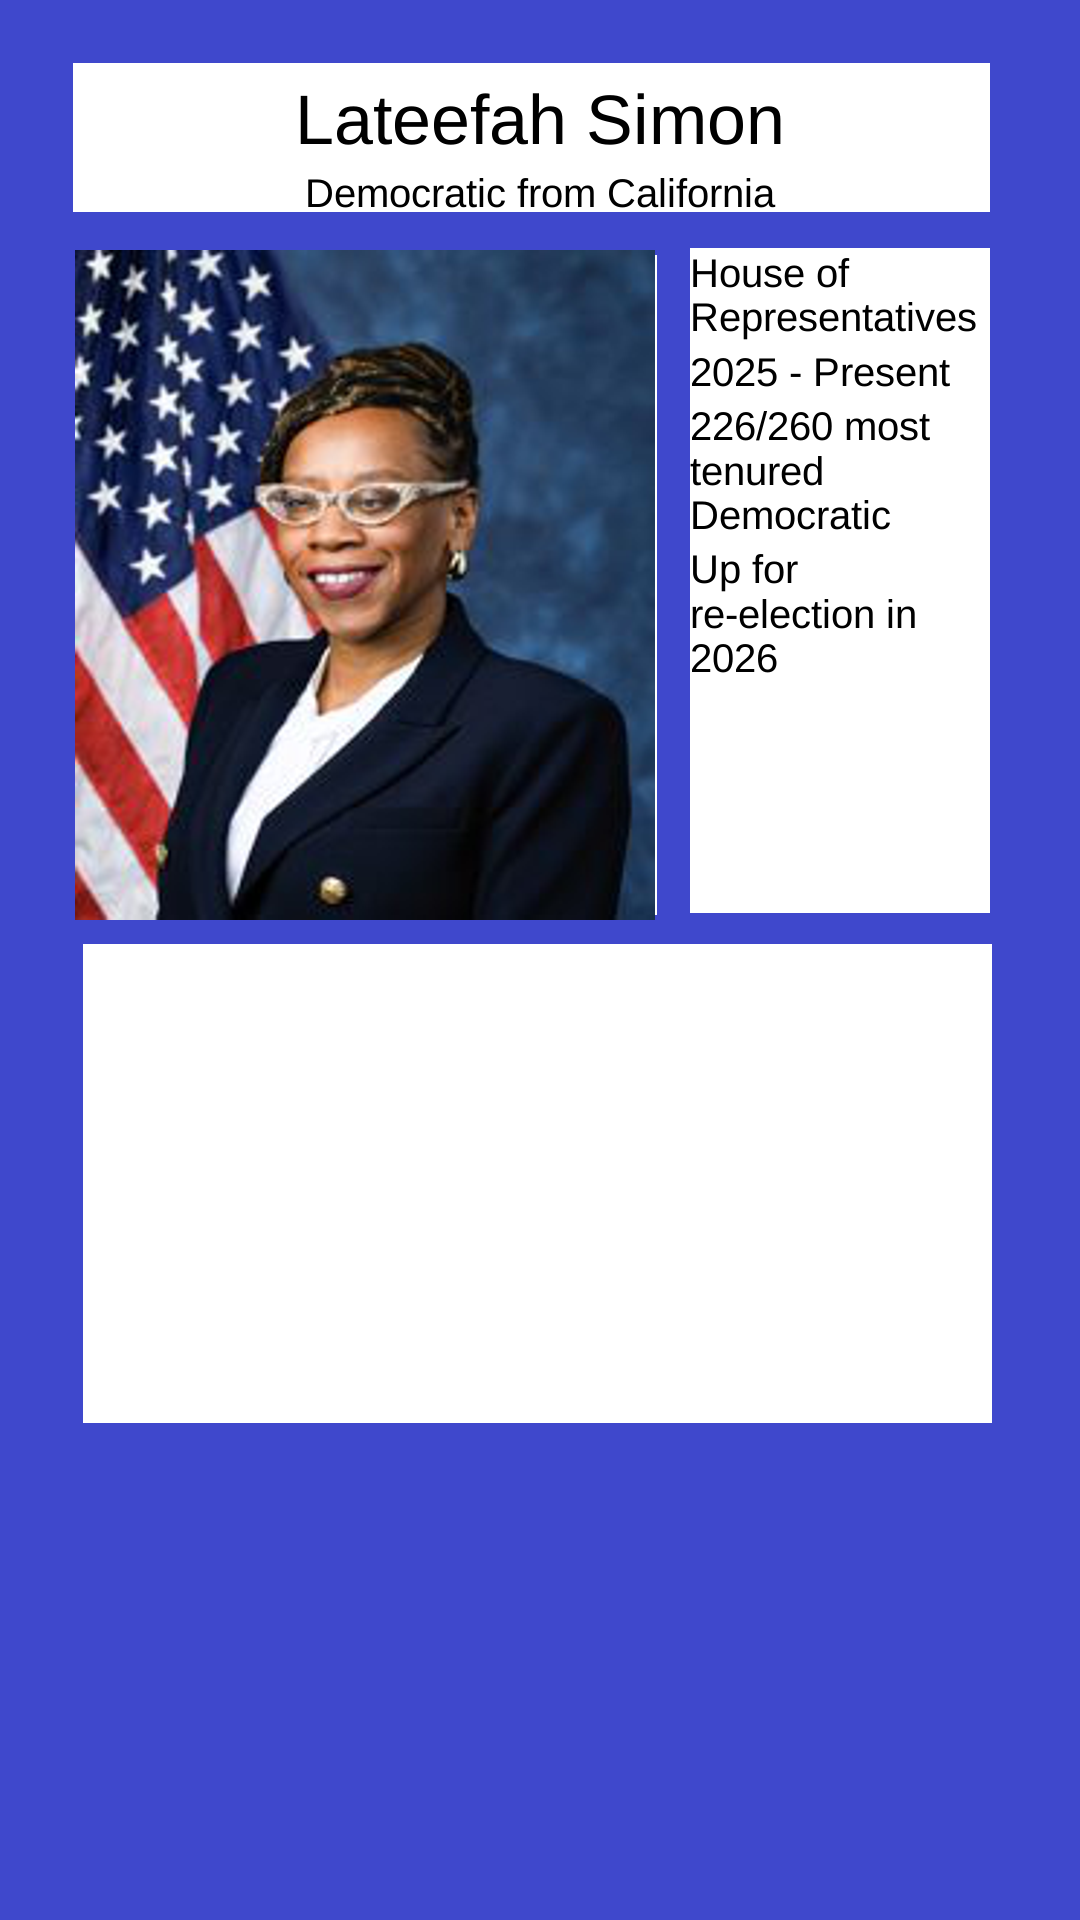 Lateefah Simon
Democratic from California
House of
Representatives
2025 - Present
226/260 most
tenured
Democratic
Up for
re-election in
2026